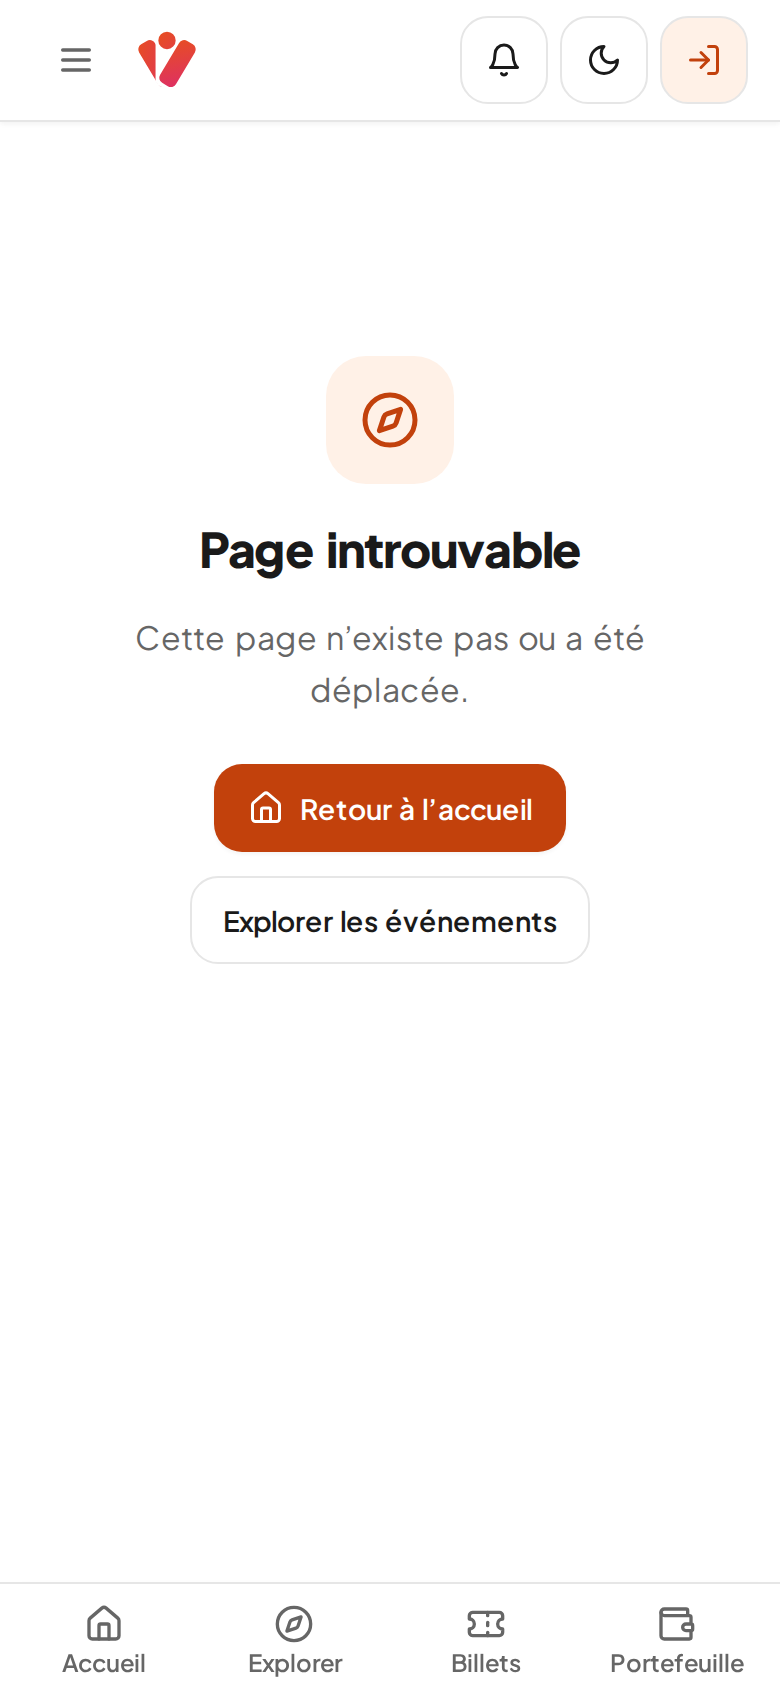 Page introuvable
Cette page n’existe pas ou a été
déplacée.
Retour à l’accueil
Explorer les événements
Accueil
Explorer
Billets
Portefeuille